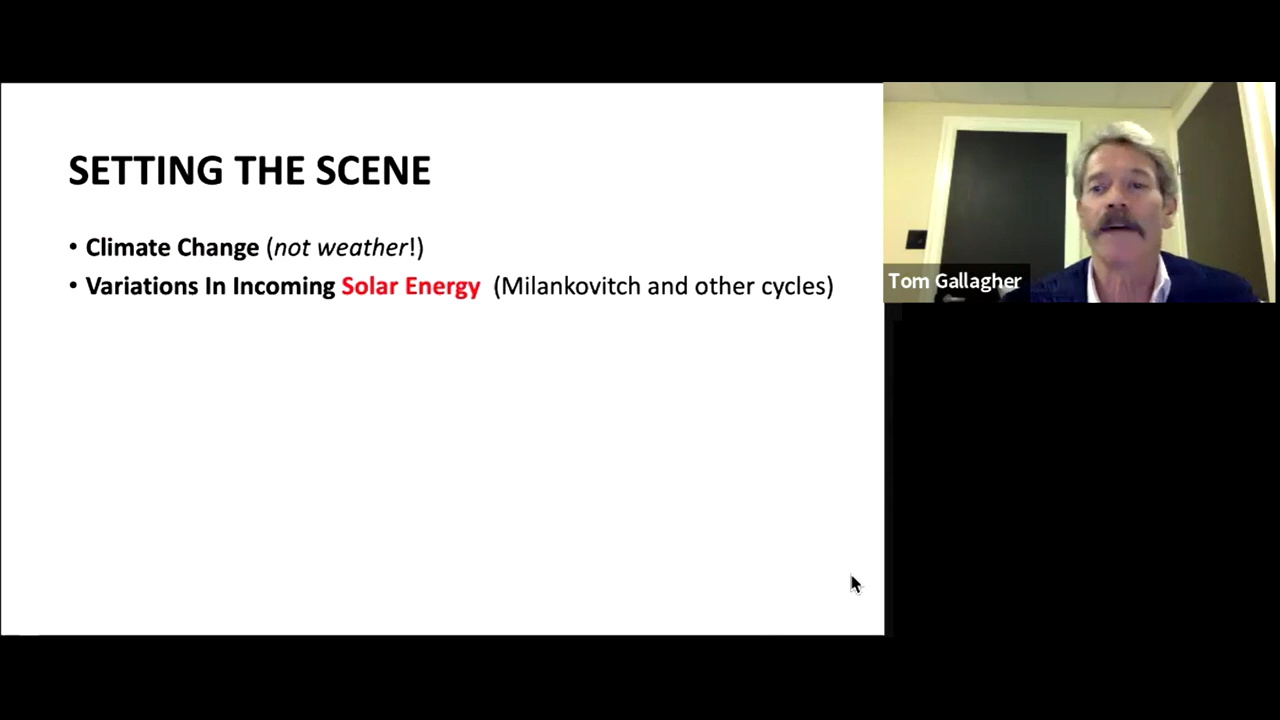 SETTING THE SCENE
• Climate Change (not weather!)
• Variations In Incoming Solar Energy (Milankovitch and other cycles)
Tom Gallagher